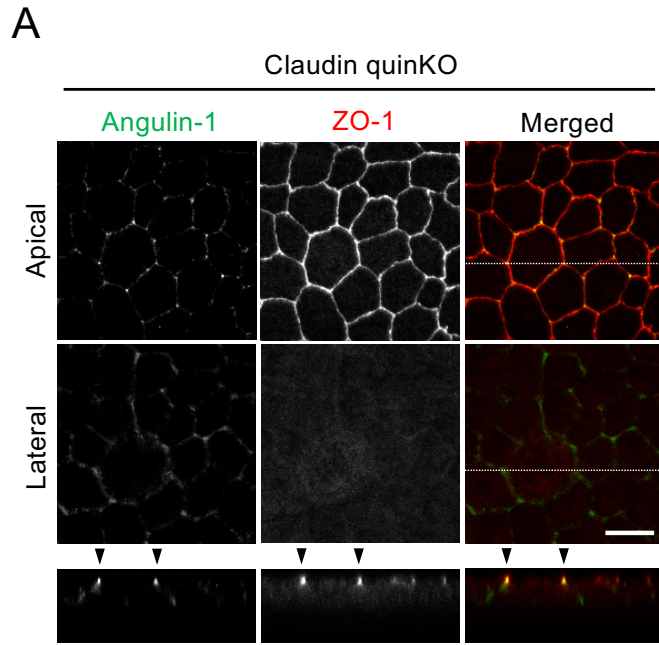 A
Claudin quinKO
Angulin-1 ZO-1 Merged
Apical
Lateral